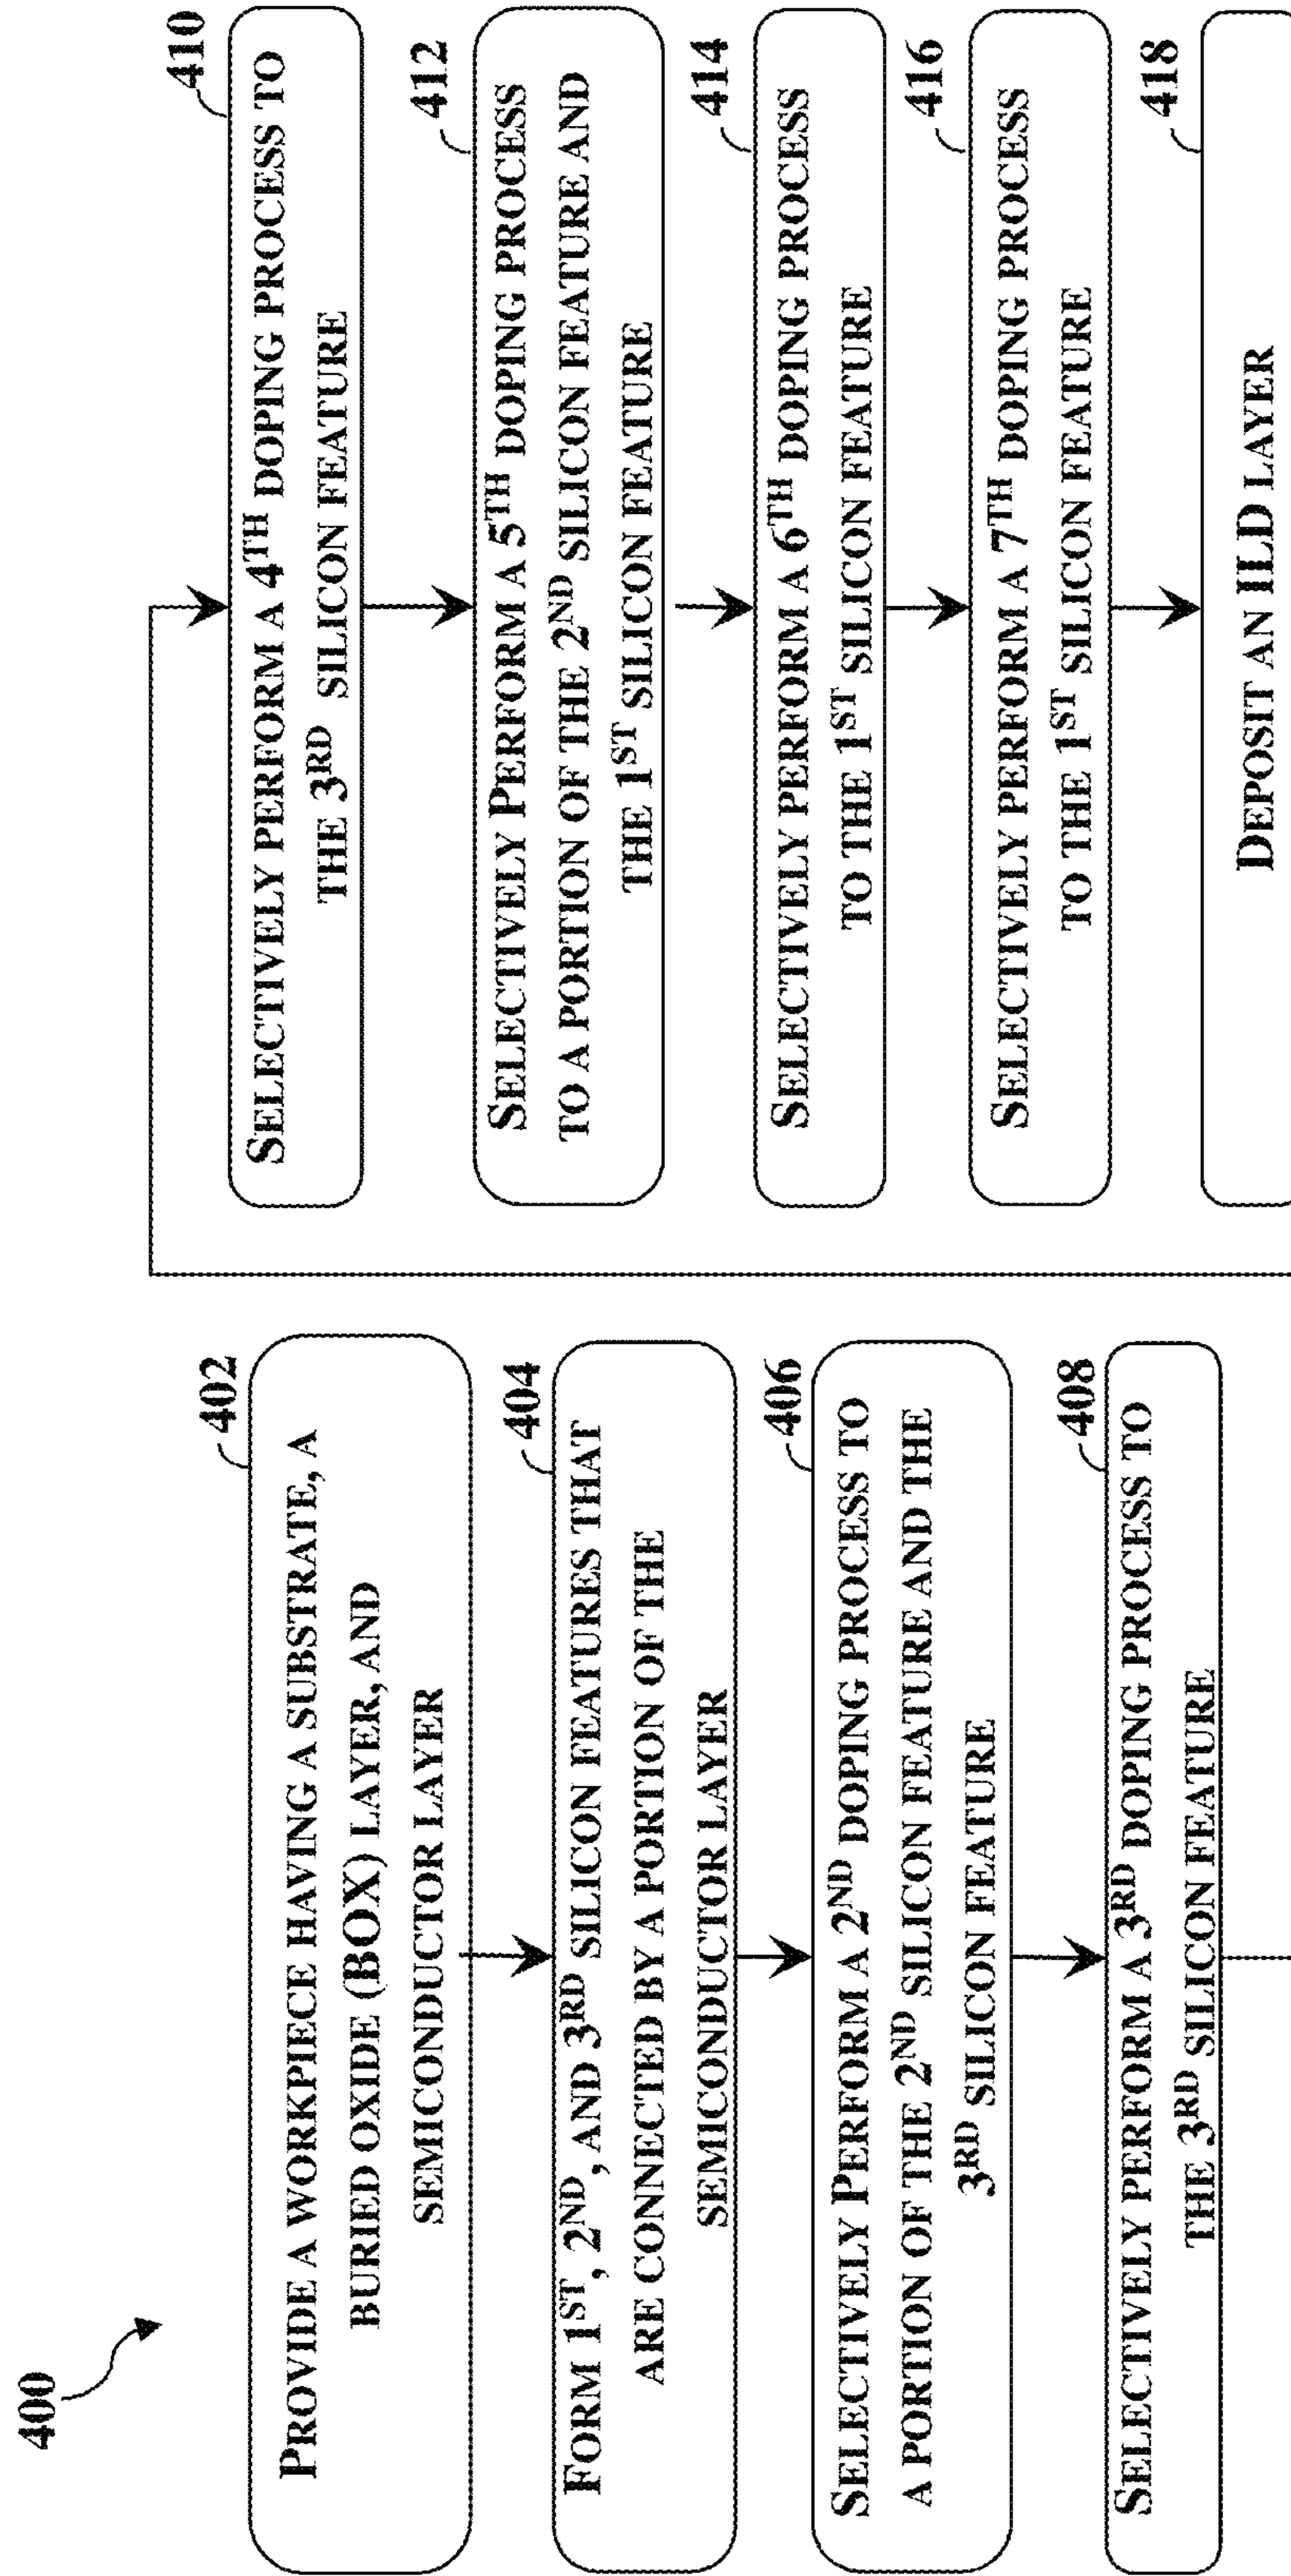 400
402
PROVIDE A WORKPIECE HAVING A SUBSTRATE, A
BURIED OXIDE (BOX) LAYER, AND
SEMICONDUCTOR LAYER
404
FORM 1ST, 2ND, AND 3RD SILICON FEATURES THAT
ARE CONNECTED BY A PORTION OF THE
SEMICONDUCTOR LAYER
406
SELECTIVELY PERFORM A 2ND DOPING PROCESS TO
A PORTION OF THE 2ND SILICON FEATURE AND THE
3RD SILICON FEATURE
408
SELECTIVELY PERFORM A 3RD DOPING PROCESS TO
THE 3RD SILICON FEATURE
410
SELECTIVELY PERFORM A 4TH DOPING PROCESS TO
THE 3RD SILICON FEATURE
412
SELECTIVELY PERFORM A 5TH DOPING PROCESS
TO A PORTION OF THE 2ND SILICON FEATURE AND
THE 1ST SILICON FEATURE
414
SELECTIVELY PERFORM A 6TH DOPING PROCESS
TO THE 1ST SILICON FEATURE
416
SELECTIVELY PERFORM A 7TH DOPING PROCESS
TO THE 1ST SILICON FEATURE
418
DEPOSIT AN ILD LAYER